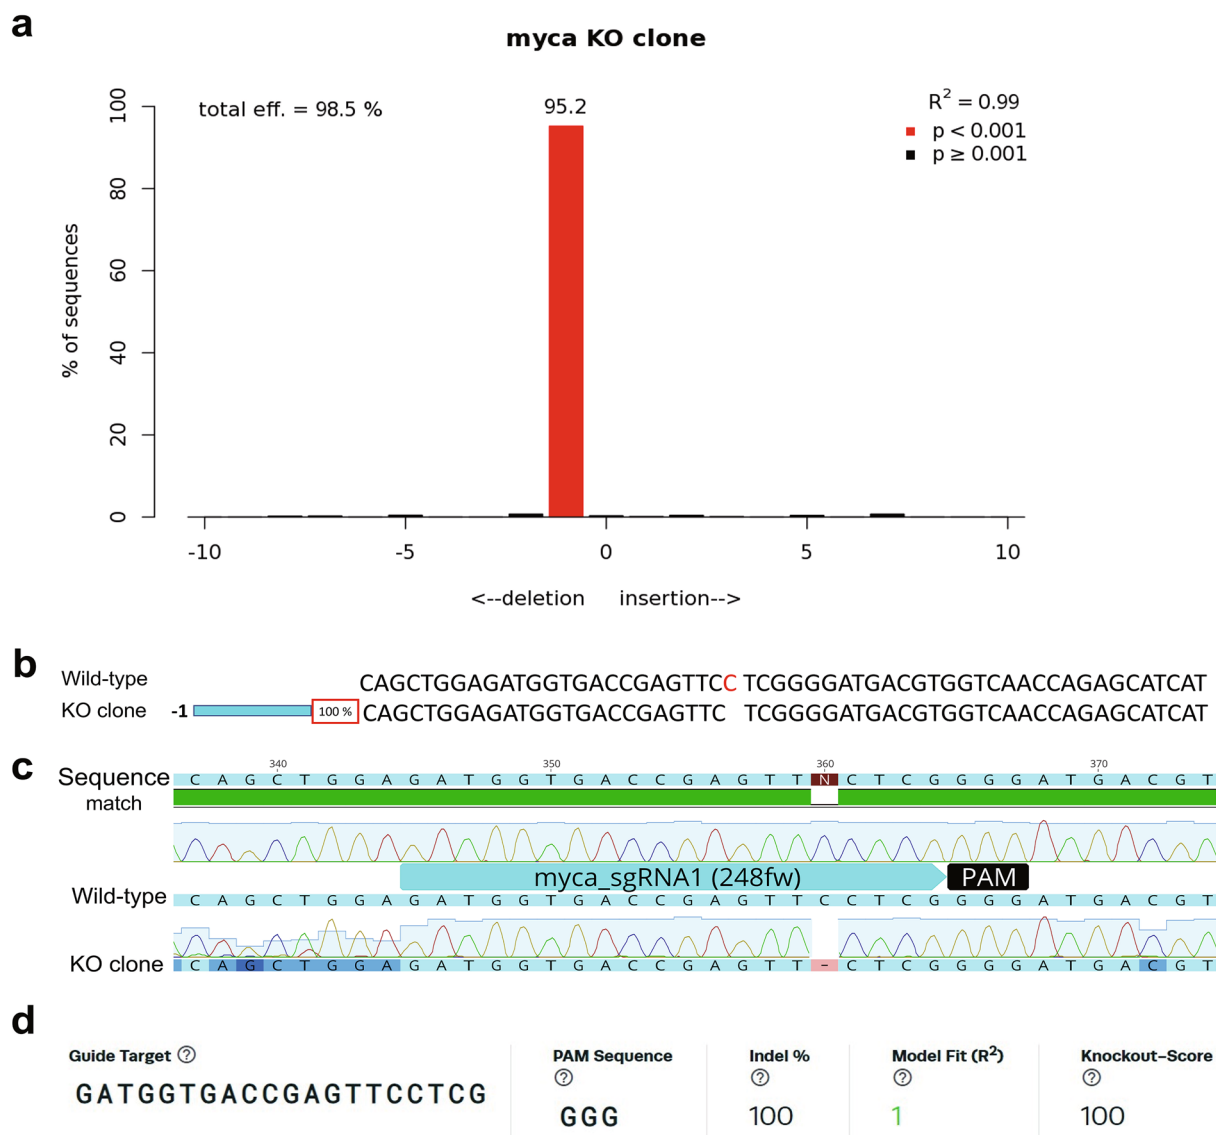 a
myca KO clone
total eff. = 98.5 %
95.2
R² = 0.99
p < 0.001
p ≥ 0.001
% of sequences
100
80
60
40
20
0
-10 -5 0 5 10
<--deletion insertion-->
b
Wild-type CAGCTGGAGATGGTGACCGAGTTCC TCGGGGATGACGTGGTCAACCAGAGCATCAT
KO clone -1 100 % CAGCTGGAGATGGTGACCGAGTTC TCGGGGATGACGTGGTCAACCAGAGCATCAT
c
340 350 360 370
Sequence C A G C T G G A G A T G G T G A C C G A G T T N C T C G G G G A T G A C G T
match
myca_sgRNA1 (248fw) PAM
Wild-type C A G C T G G A G A T G G T G A C C G A G T T C C T C G G G G A T G A C G T
KO clone C A G C T G G A G A T G G T G A C C G A G T T - C T C G G G G A T G A C G T
d
Guide Target ? PAM Sequence ? Indel % ? Model Fit (R²) ? Knockout-Score ?
GATGGTGACCGAGTTCCTCG GGG 100 1 100